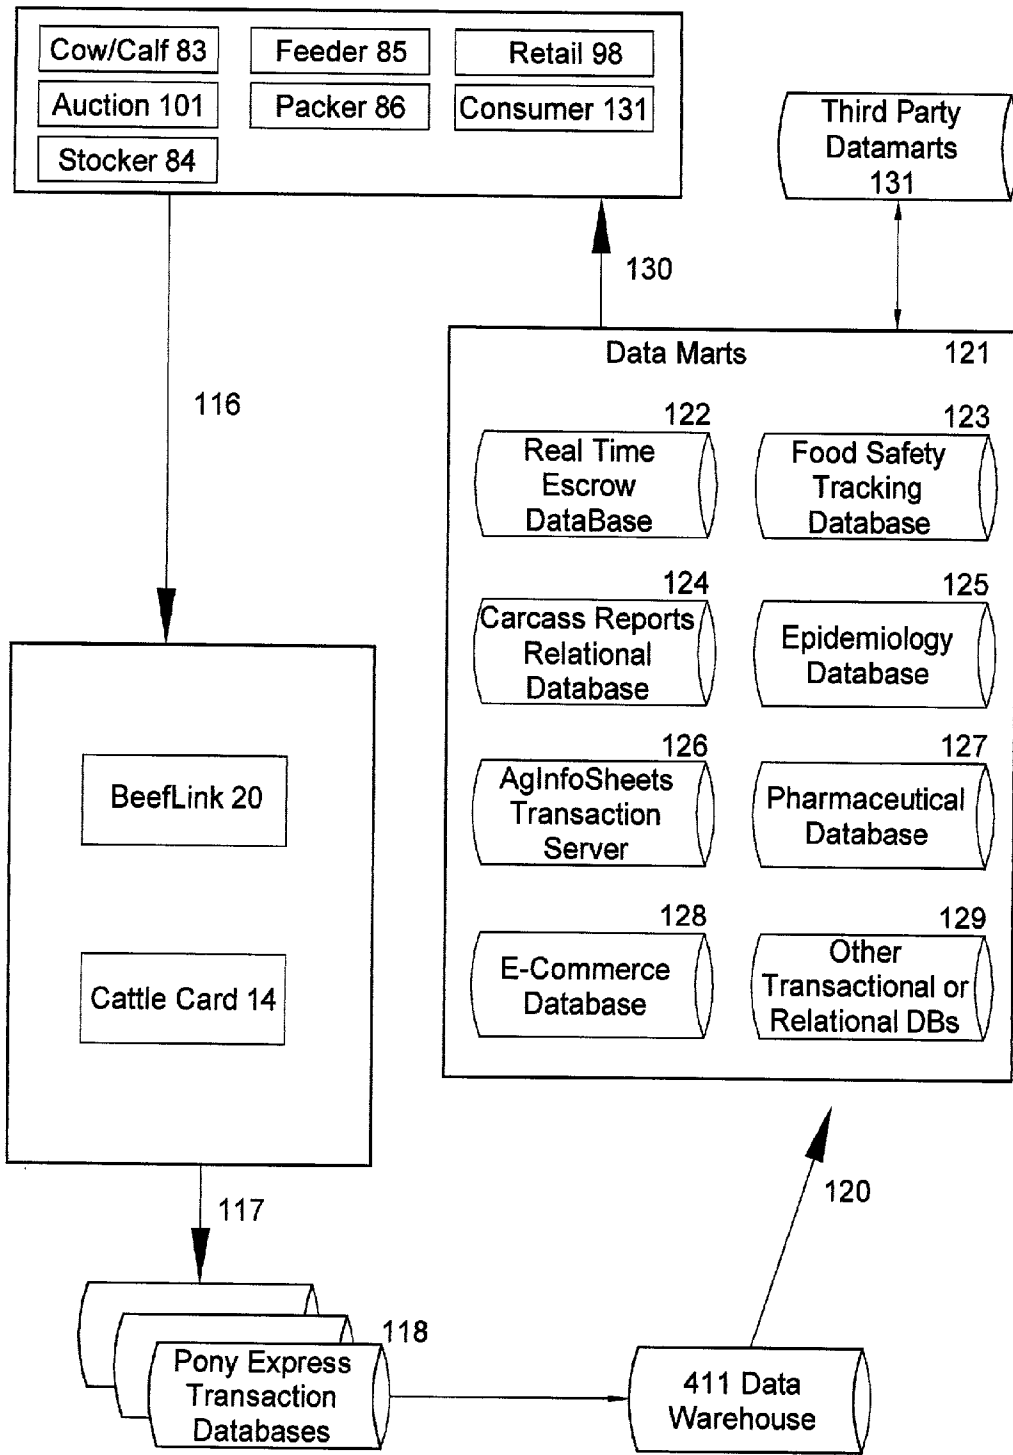 Cow/Calf 83
Feeder 85
Retail 98
Auction 101
Packer 86
Consumer 131
Stocker 84
Third Party
Datamarts
131
130
116
Data Marts
121
122
Real Time
Escrow
DataBase
123
Food Safety
Tracking
Database
124
Carcass Reports
Relational
Database
125
Epidemiology
Database
126
AgInfoSheets
Transaction
Server
127
Pharmaceutical
Database
128
E-Commerce
Database
129
Other
Transactional or
Relational DBs
BeefLink 20
Cattle Card 14
117
120
118
Pony Express
Transaction
Databases
411 Data
Warehouse